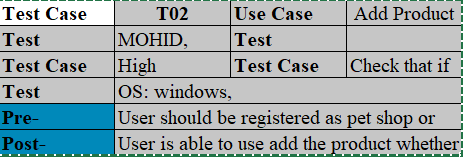 Test Case T02 Use Case Add Product
Test MOHID, Test
Test Case High Test Case Check that if
Test OS: windows,
Pre- User should be registered as pet shop or
Post- User is able to use add the product whether